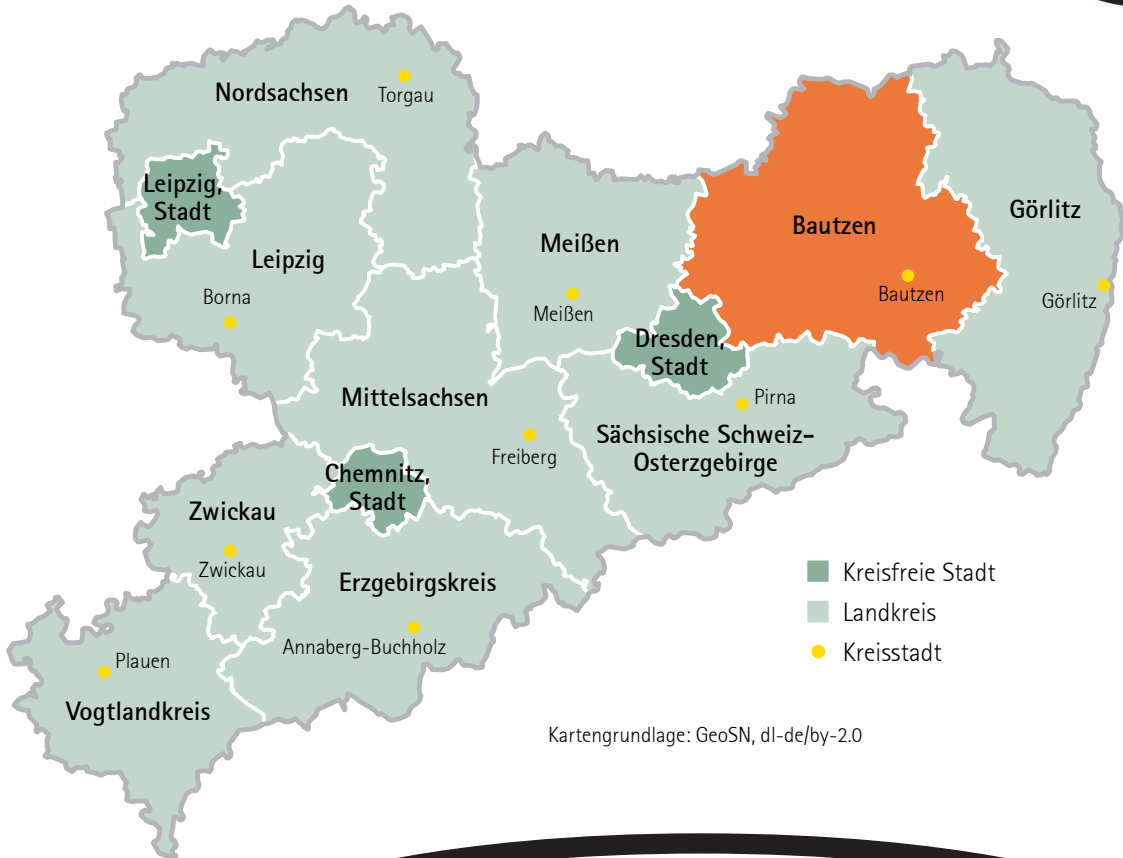 Nordsachsen
Torgau
Leipzig,
Stadt
Leipzig
Borna
Meißen
Meißen
Bautzen
Bautzen
Görlitz
Görlitz
Dresden,
Stadt
Mittelsachsen
Freiberg
Pirna
Sächsische Schweiz-
Osterzgebirge
Chemnitz,
Stadt
Zwickau
Zwickau
Erzgebirgskreis
Annaberg-Buchholz
Plauen
Vogtlandkreis
Kreisfreie Stadt
Landkreis
Kreisstadt
Kartengrundlage: GeoSN, dl-de/by-2.0